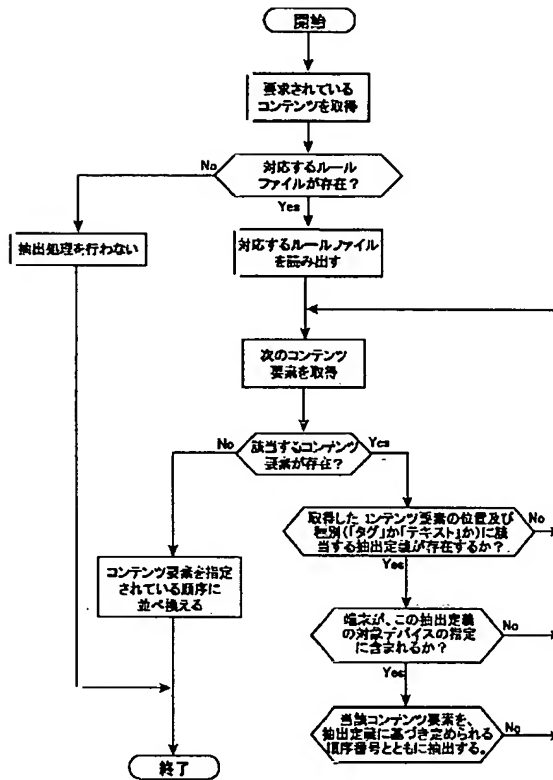 開始
要求されている
コンテンツを取得
対応するルール
ファイルが存在？
No
Yes
抽出処理を行わない
対応するルールファイル
を読み出す
次のコンテンツ
要素を取得
No
該当するコンテンツ
要素が存在？
Yes
取得したコンテンツ要素の位置及び
種別(「タグ」か「テキスト」か)に該
当する抽出定義が存在するか？
No
Yes
コンテンツ要素を指定
されている順序に
並べ換える
端末が、この抽出定義
の対象デバイスの指定
に含まれるか？
No
Yes
当該コンテンツ要素を、
抽出定義に基づき定められる
順序番号とともに抽出する。
No
終了